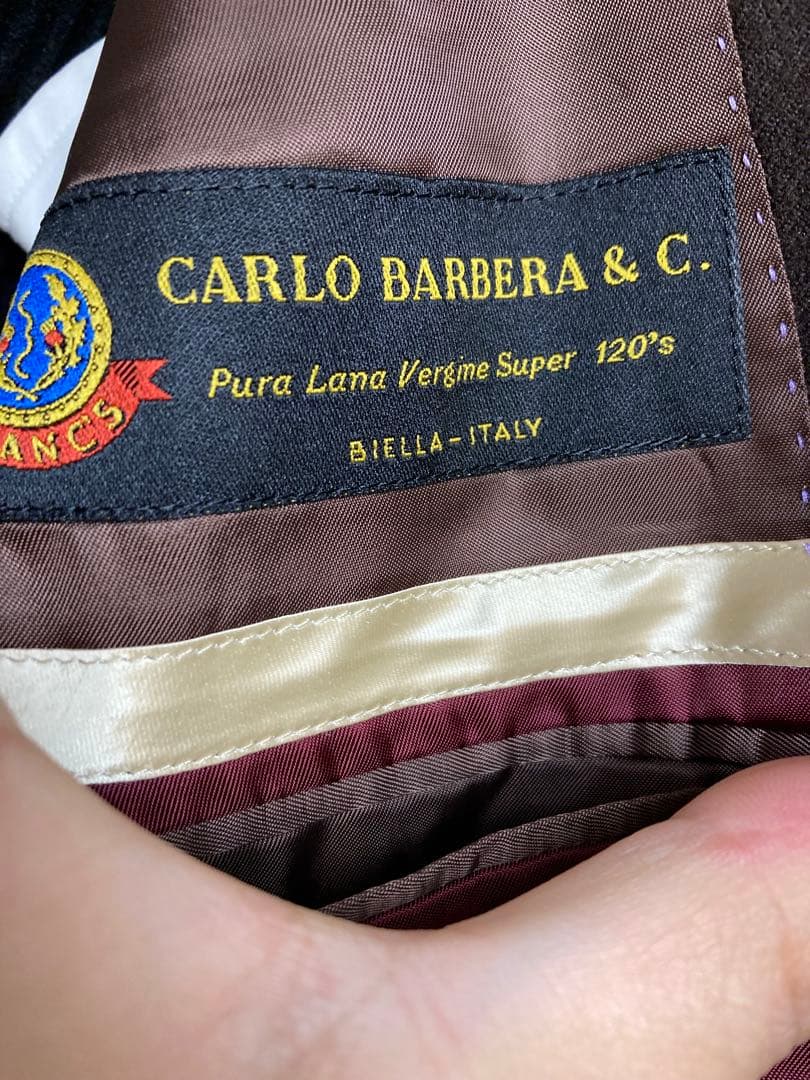 CARLO BARBERA & C.
Pura Lana Vergine Super 120's
BIELLA-ITALY